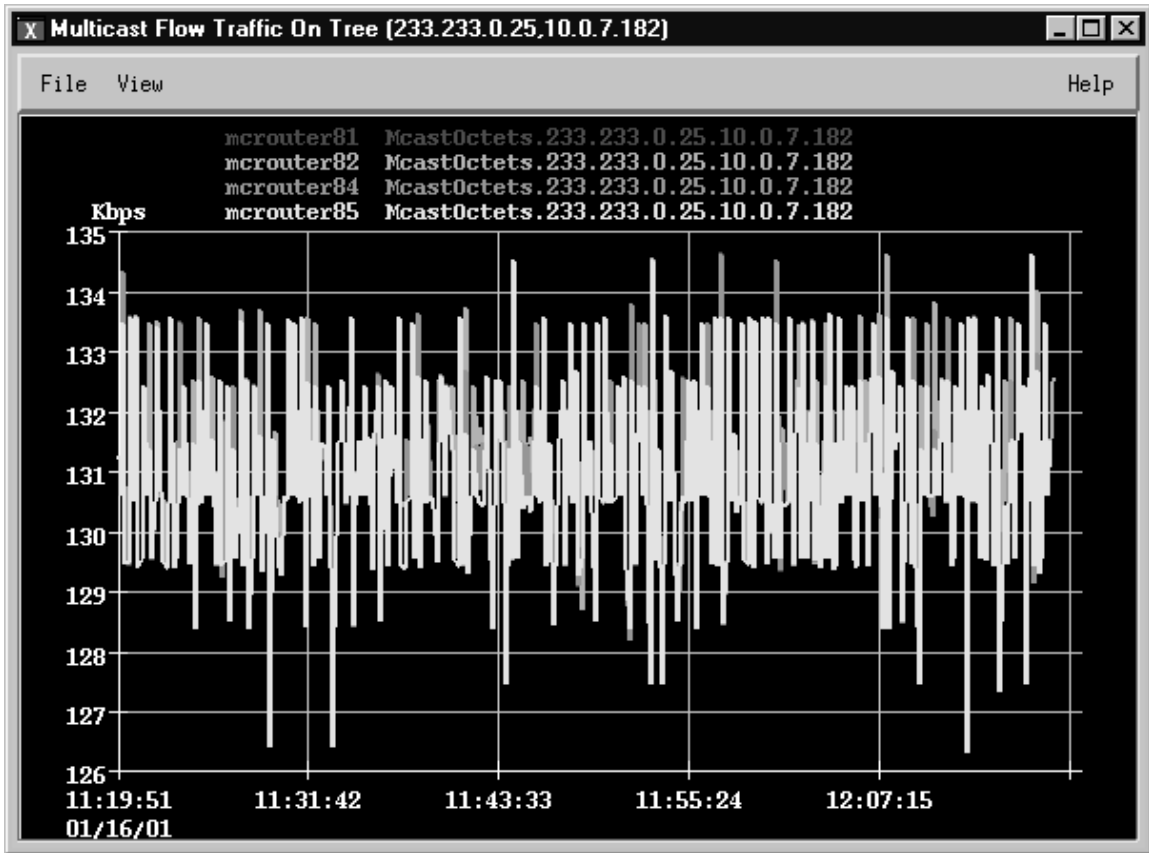 X Multicast Flow Traffic On Tree (233.233.0.25,10.0.7.182)
File View Help
mcrouter81 McastOctets.233.233.0.25.10.0.7.182
mcrouter82 McastOctets.233.233.0.25.10.0.7.182
mcrouter84 McastOctets.233.233.0.25.10.0.7.182
Kbps mcrouter85 McastOctets.233.233.0.25.10.0.7.182
135
134
133
132
131
130
129
128
127
126
11:19:51 11:31:42 11:43:33 11:55:24 12:07:15
01/16/01